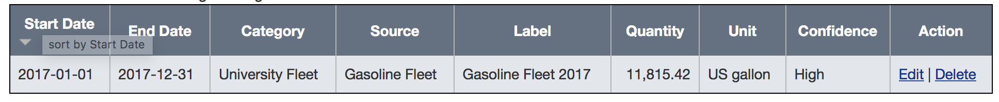 Start Date End Date Category Source Label Quantity Unit Confidence Action
sort by Start Date
2017-01-01 2017-12-31 University Fleet Gasoline Fleet Gasoline Fleet 2017 11,815.42 US gallon High Edit | Delete